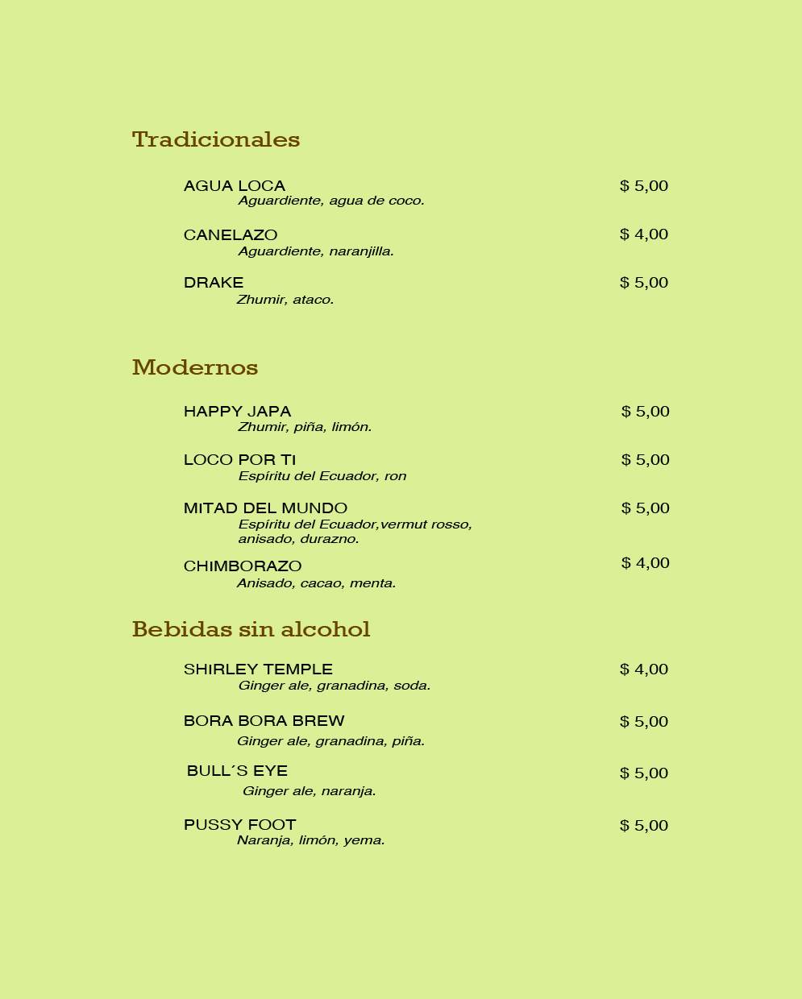 Tradicionales
AGUA LOCA $ 5,00
Aguardiente, agua de coco.
CANELAZO $ 4,00
Aguardiente, naranjilla.
DRAKE $ 5,00
Zhumir, ataco.
Modernos
HAPPY JAPA $ 5,00
Zhumir, piña, limón.
LOCO POR TI $ 5,00
Espíritu del Ecuador, ron
MITAD DEL MUNDO $ 5,00
Espíritu del Ecuador,vermut rosso,
anisado, durazno.
CHIMBORAZO $ 4,00
Anisado, cacao, menta.
Bebidas sin alcohol
SHIRLEY TEMPLE $ 4,00
Ginger ale, granadina, soda.
BORA BORA BREW $ 5,00
Ginger ale, granadina, piña.
BULL´S EYE $ 5,00
Ginger ale, naranja.
PUSSY FOOT $ 5,00
Naranja, limón, yema.